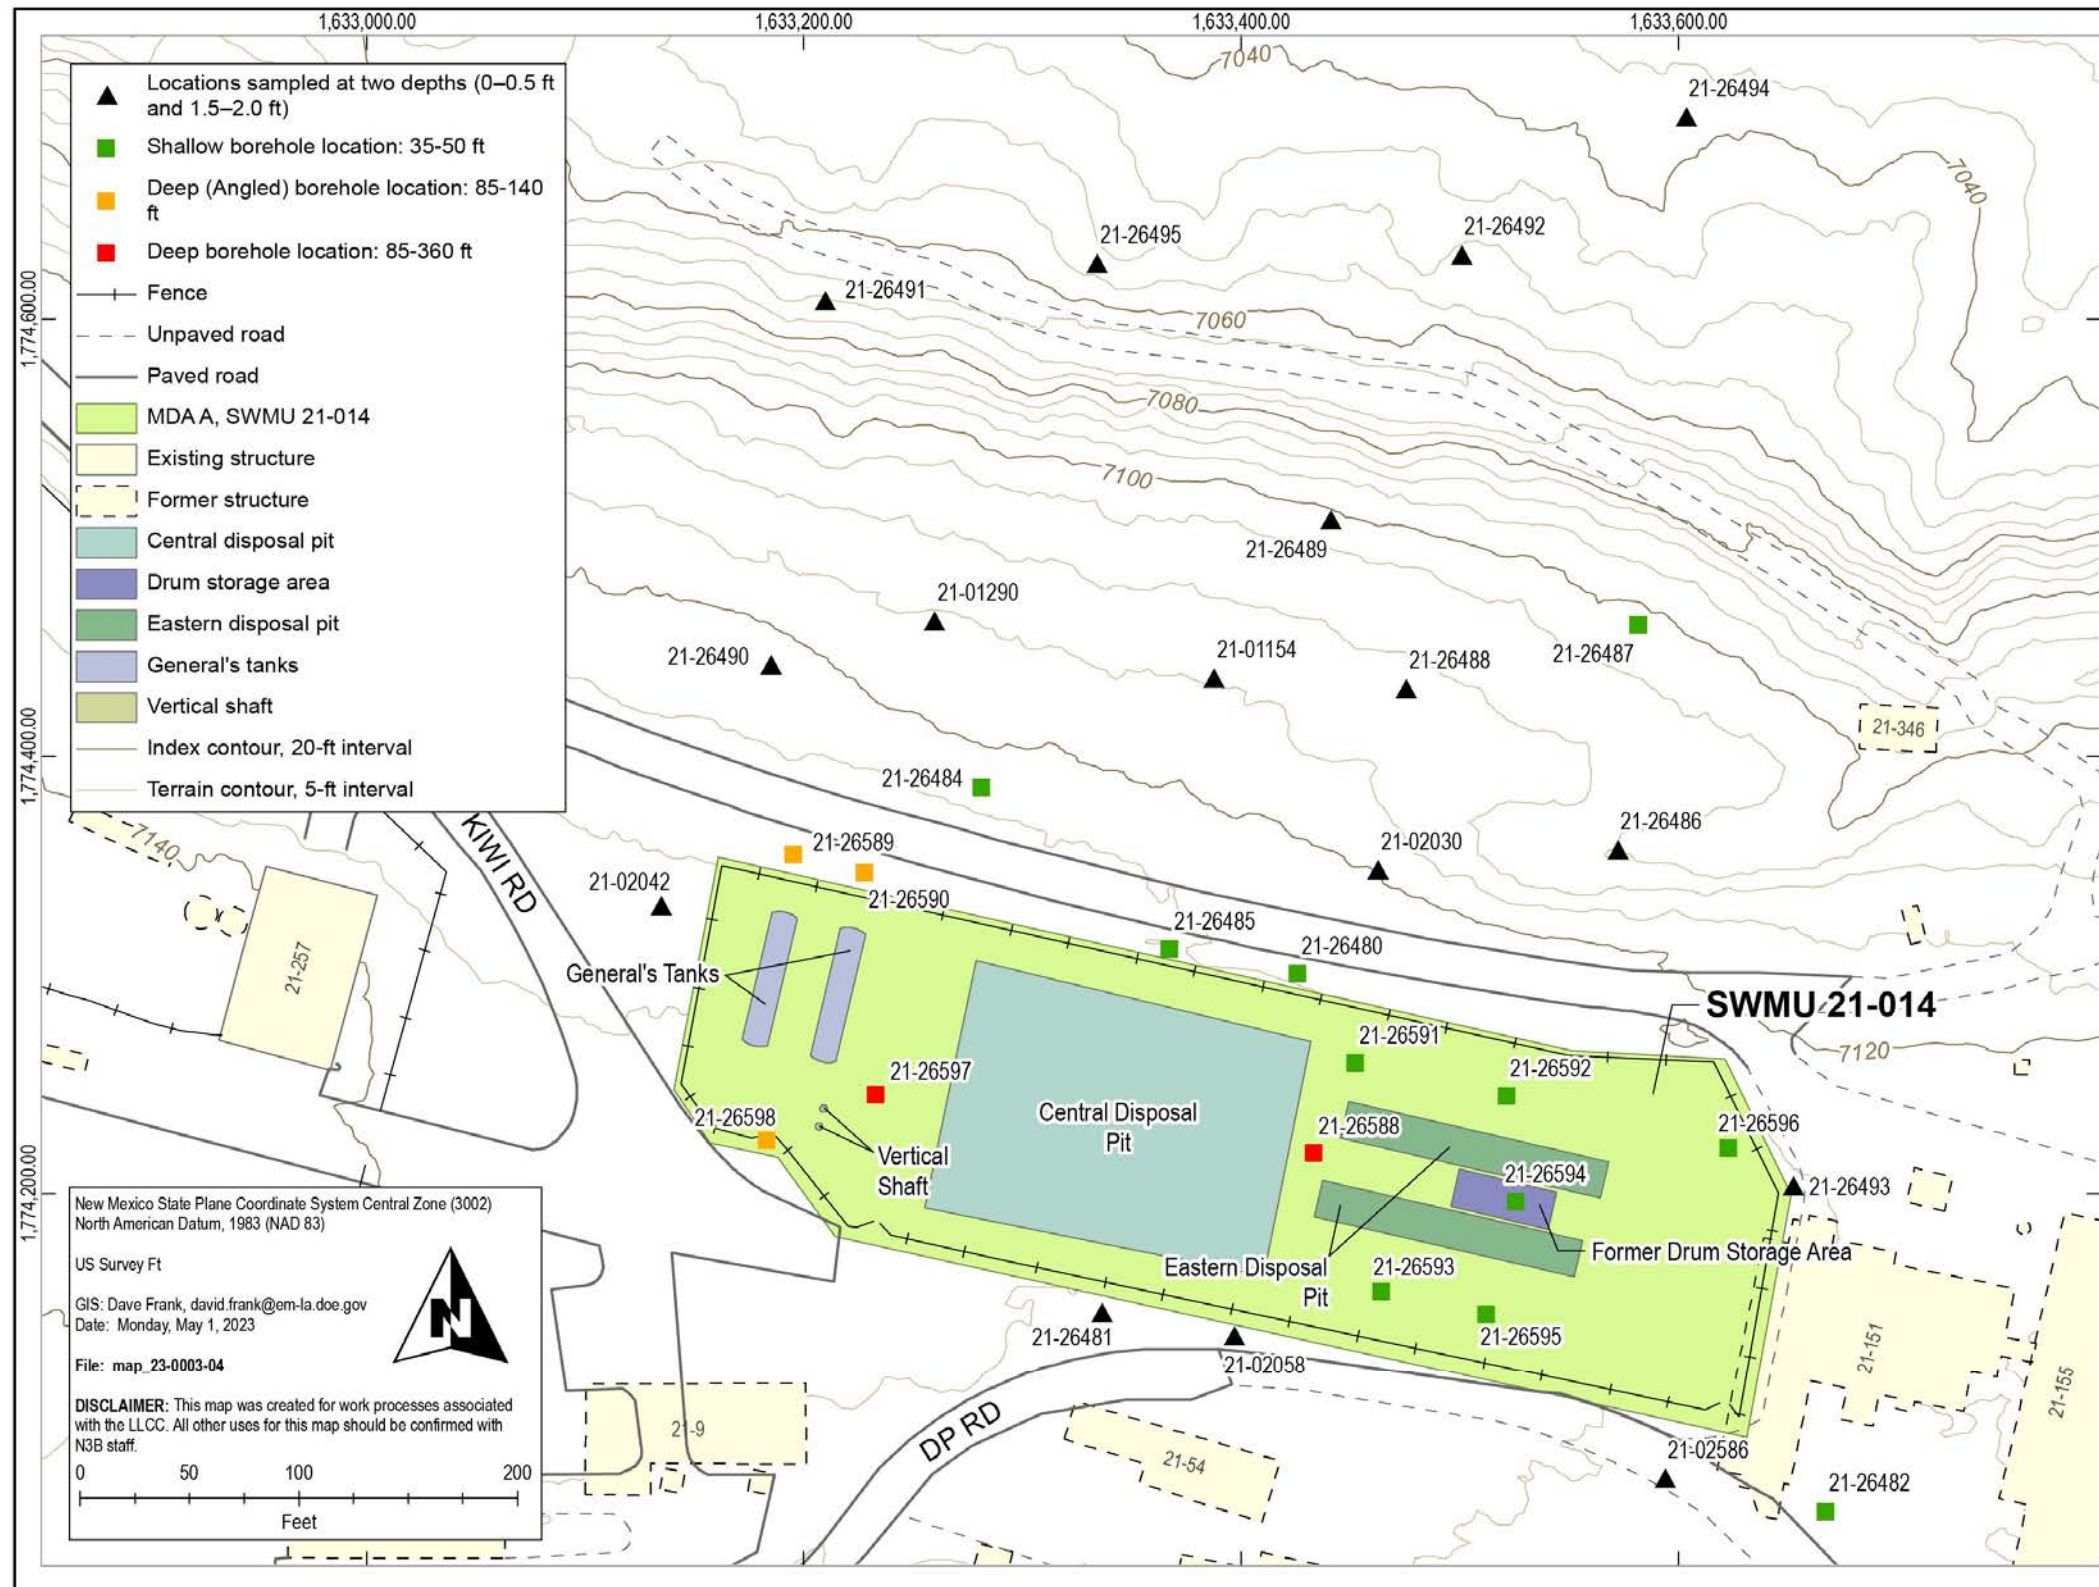 1,633,000.00
1,633,200.00
1,633,400.00
1,633,600.00
1,774,600.00
1,774,400.00
1,774,200.00
Locations sampled at two depths (0–0.5 ft
and 1.5–2.0 ft)
Shallow borehole location: 35-50 ft
Deep (Angled) borehole location: 85-140
ft
Deep borehole location: 85-360 ft
Fence
Unpaved road
Paved road
MDA A, SWMU 21-014
Existing structure
Former structure
Central disposal pit
Drum storage area
Eastern disposal pit
General's tanks
Vertical shaft
Index contour, 20-ft interval
Terrain contour, 5-ft interval
7040
21-26494
7040
21-26495
21-26492
21-26491
7060
7080
7100
21-26489
21-01290
21-26487
21-26490
21-01154
21-26488
21-346
21-26484
21-26486
21-02030
7140
KIWI RD
21-26589
21-26590
21-02042
21-26485
21-26480
21-257
General's Tanks
SWMU 21-014
21-26591
7120
21-26592
21-26597
21-26598
Central Disposal
Pit
21-26588
21-26596
Vertical
Shaft
21-26594
21-26493
Former Drum Storage Area
Eastern Disposal
Pit
21-26593
21-26595
21-26481
21-02058
21-151
21-155
DP RD
21-9
21-54
21-02586
21-26482
New Mexico State Plane Coordinate System Central Zone (3002)
North American Datum, 1983 (NAD 83)
US Survey Ft
GIS: Dave Frank, david.frank@em-la.doe.gov
Date: Monday, May 1, 2023
File: map_23-0003-04
N
DISCLAIMER: This map was created for work processes associated
with the LLCC. All other uses for this map should be confirmed with
N3B staff.
0 50 100 200
Feet